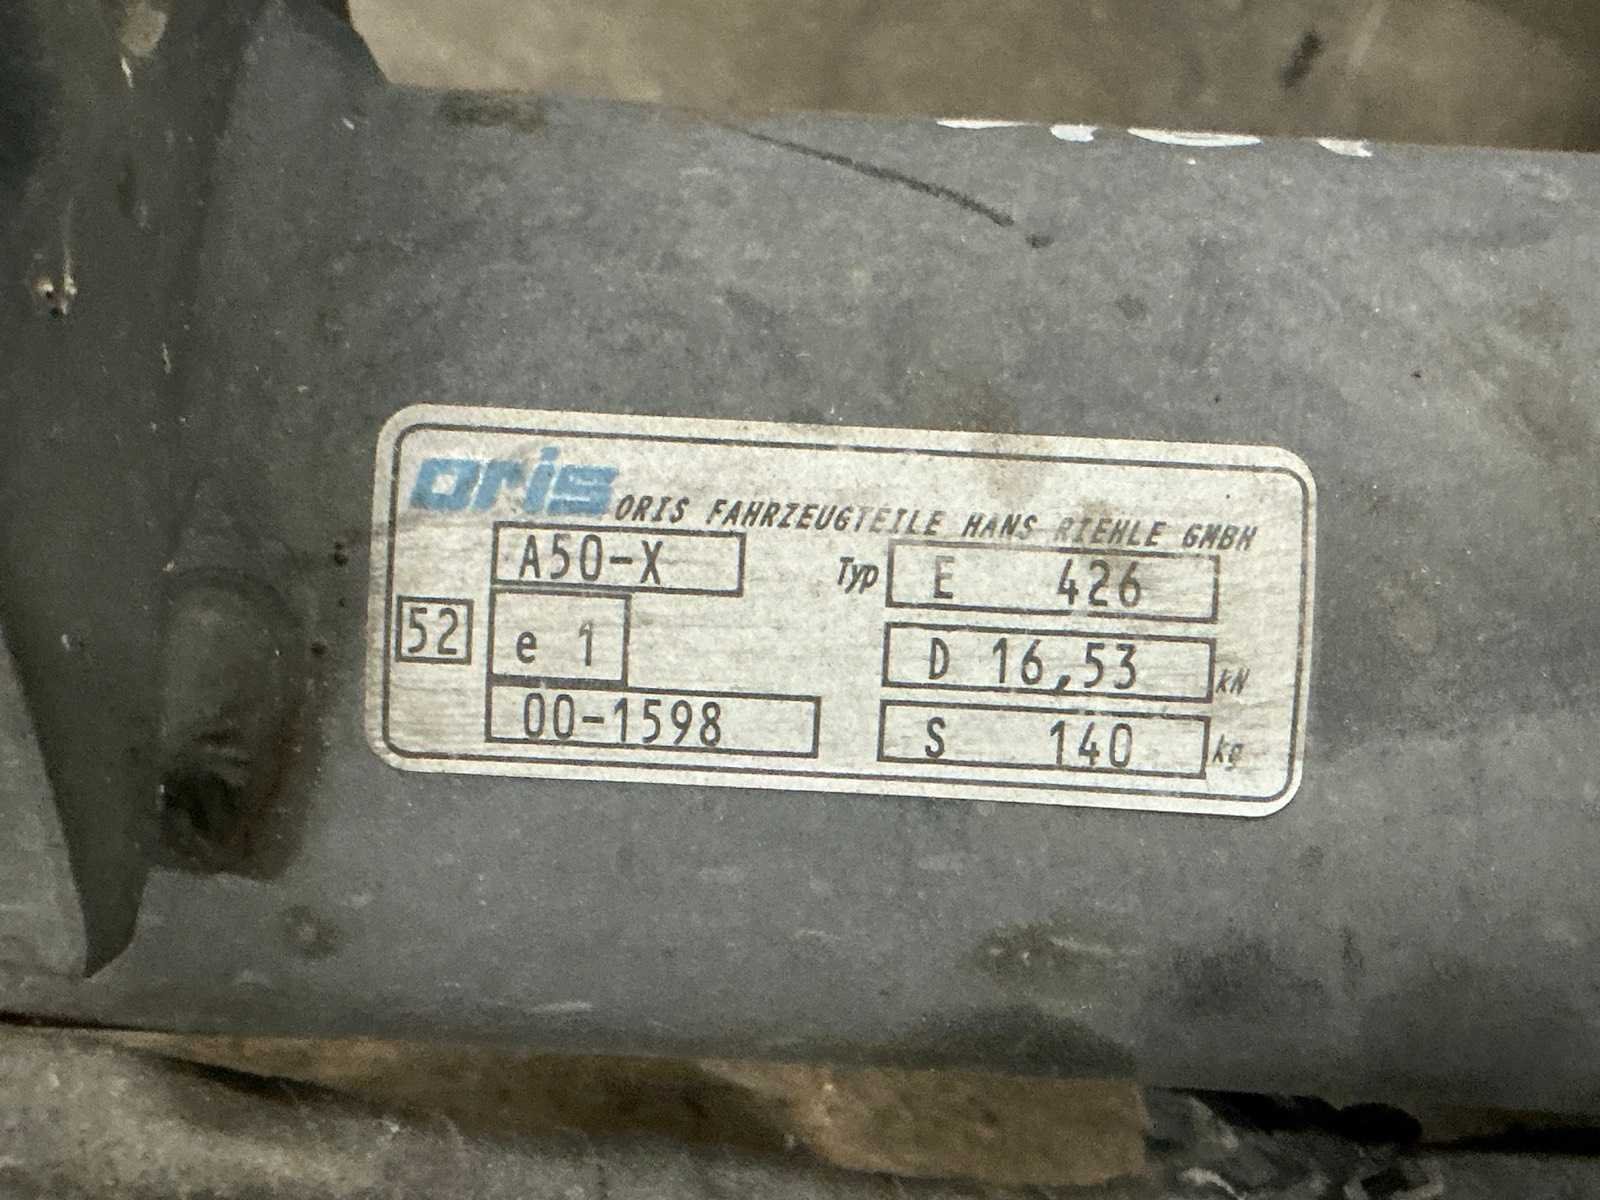 oris ORIS FAHRZEUGTEILE HANS RIEHLE GMBH
A50-X Typ E 426
52 e 1 D 16,53 kN
00-1598 S 140 kg